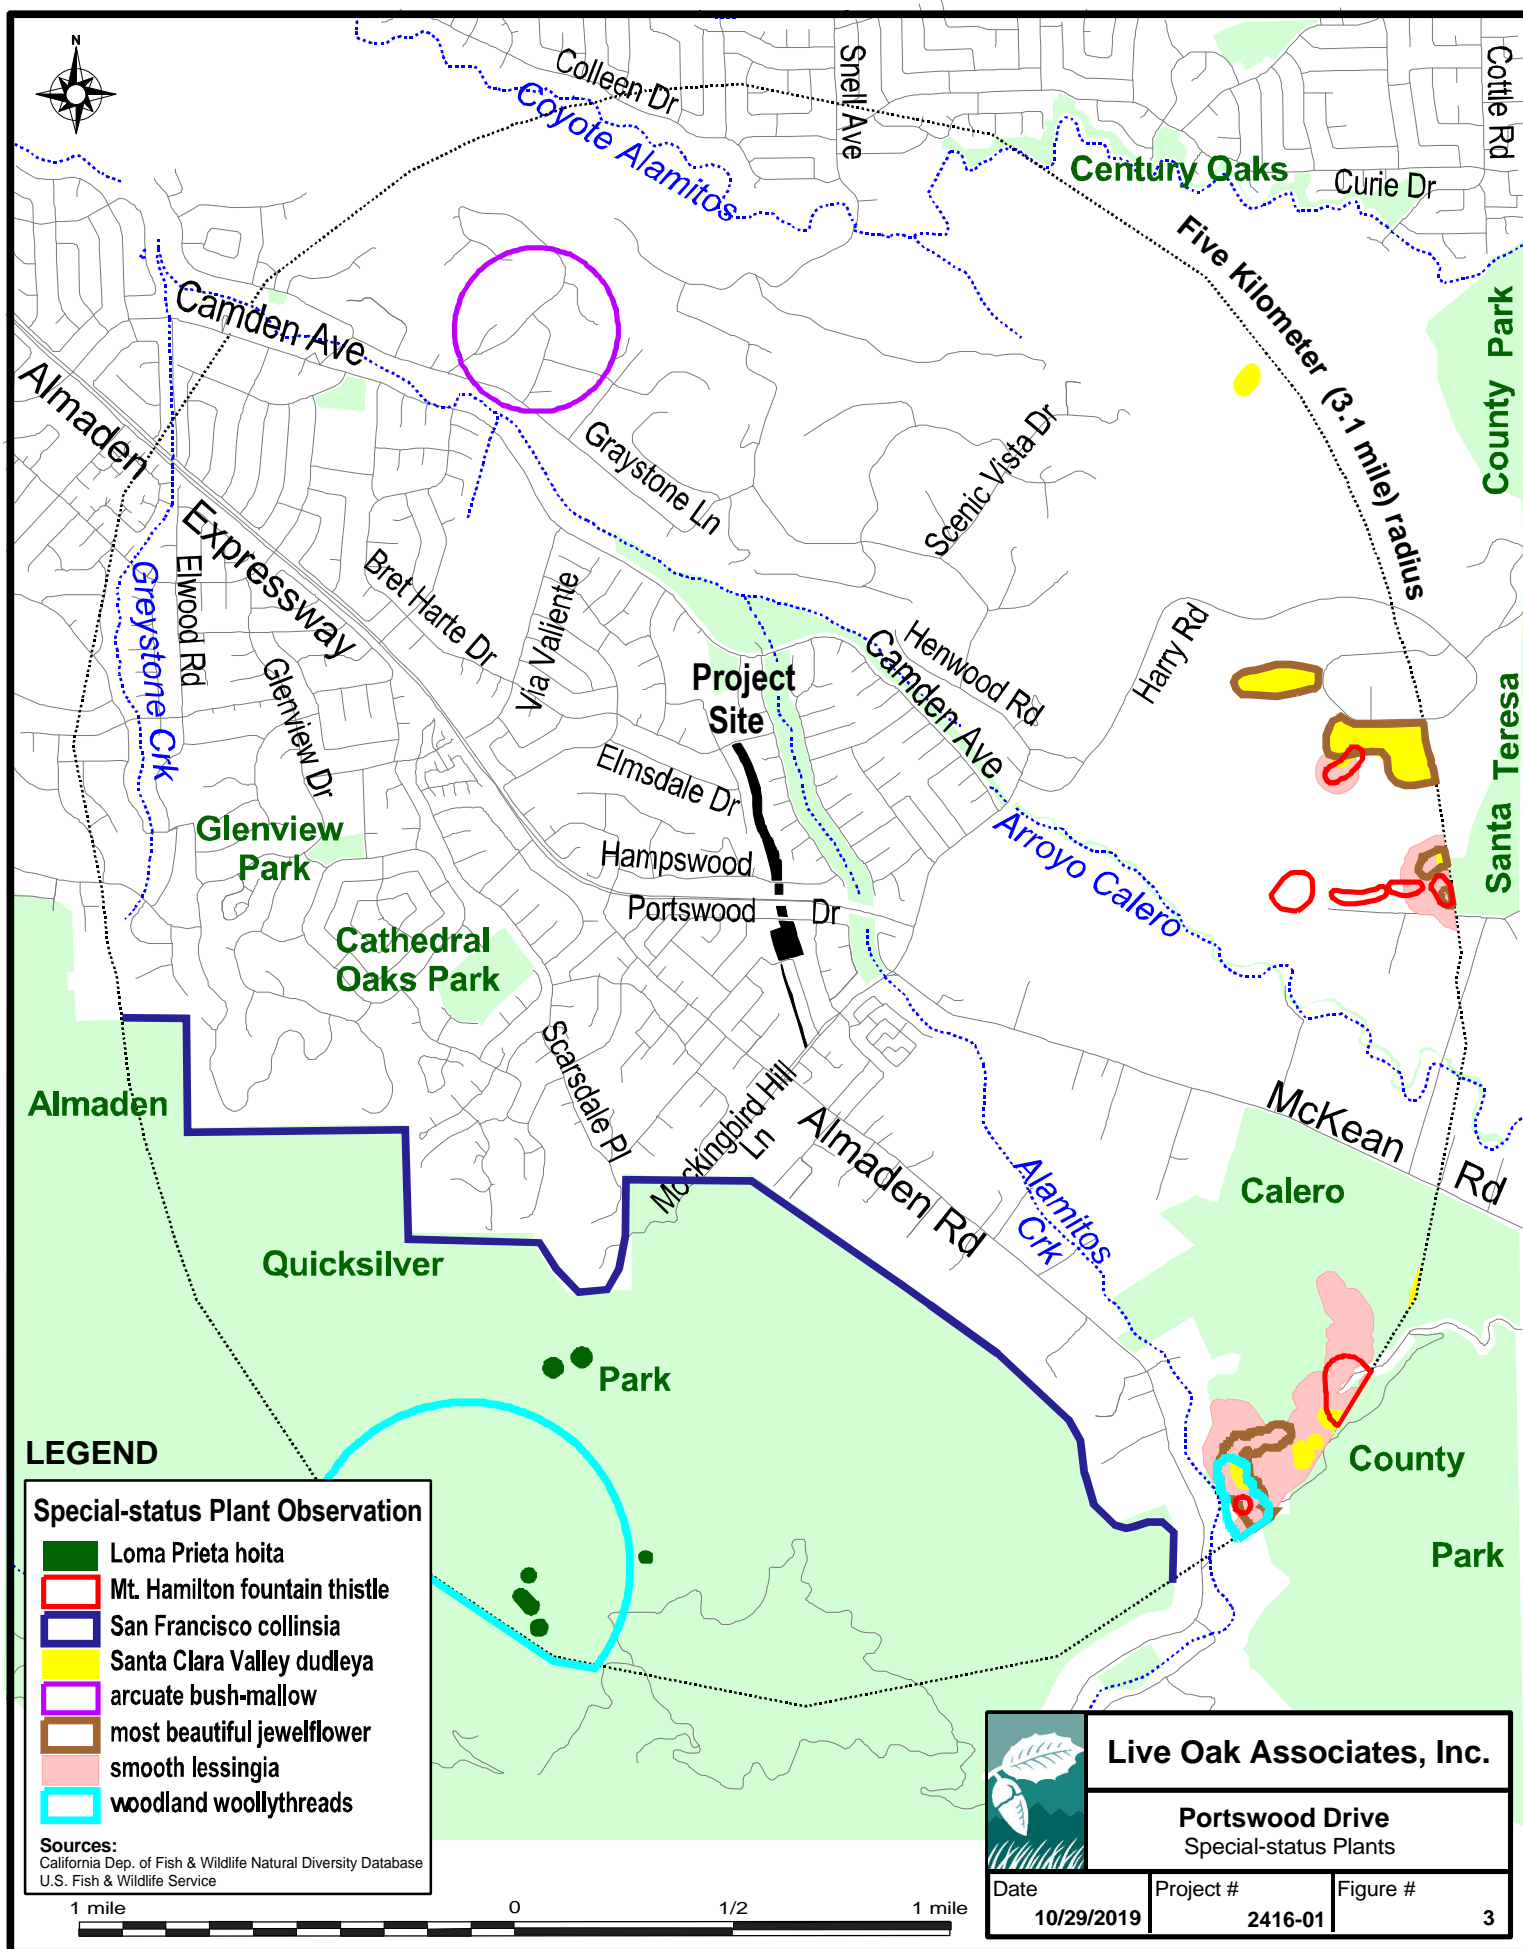 N
Colleen Dr
Snell Ave
Cottle Rd
Coyote Alamitos
Century Oaks
Curie Dr
Five Kilometer (3.1 mile) radius
Camden Ave
County Park
Almaden
Expressway
Graystone Ln
Scenic Vista Dr
Greystone Crk
Elwood Rd
Bret Harte Dr
Via Valiente
Glenview Dr
Project
Site
Henwood Rd
Camden Ave
Harry Rd
Santa Teresa
Elmsdale Dr
Glenview
Park
Hampswood
Arroyo Calero
Portswood Dr
Cathedral
Oaks Park
Scarsdale Pl
Mockingbird Hill
Ln
Almaden
Almaden Rd
McKean Rd
Alamitos
Crk
Calero
Quicksilver
Park
County
Park
LEGEND
Special-status Plant Observation
Loma Prieta hoita
Mt. Hamilton fountain thistle
San Francisco collinsia
Santa Clara Valley dudleya
arcuate bush-mallow
most beautiful jewelflower
smooth lessingia
woodland woollythreads
Sources:
California Dep. of Fish & Wildlife Natural Diversity Database
U.S. Fish & Wildlife Service
1 mile 0 1/2 1 mile
Live Oak Associates, Inc.
Portswood Drive
Special-status Plants
Date Project # Figure #
10/29/2019 2416-01 3